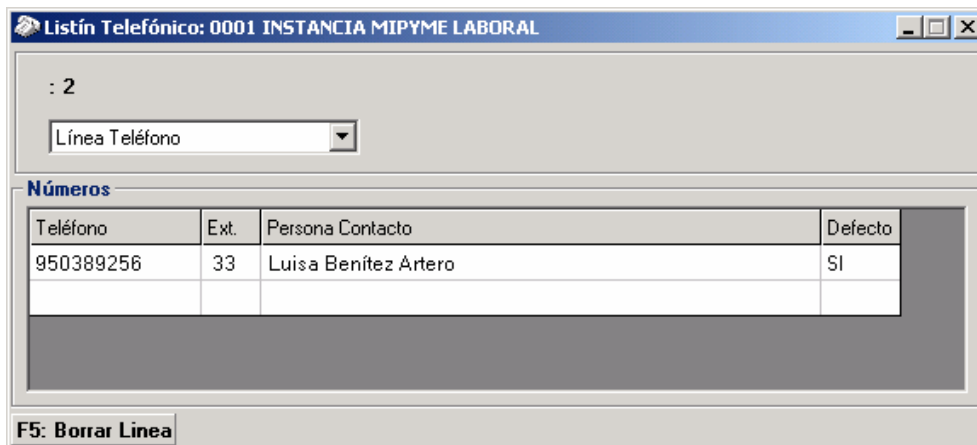 Listín Telefónico: 0001 INSTANCIA MIPYME LABORAL
: 2
Línea Teléfono
Números
Teléfono Ext. Persona Contacto Defecto
950389256 33 Luisa Benítez Artero SI
F5: Borrar Linea